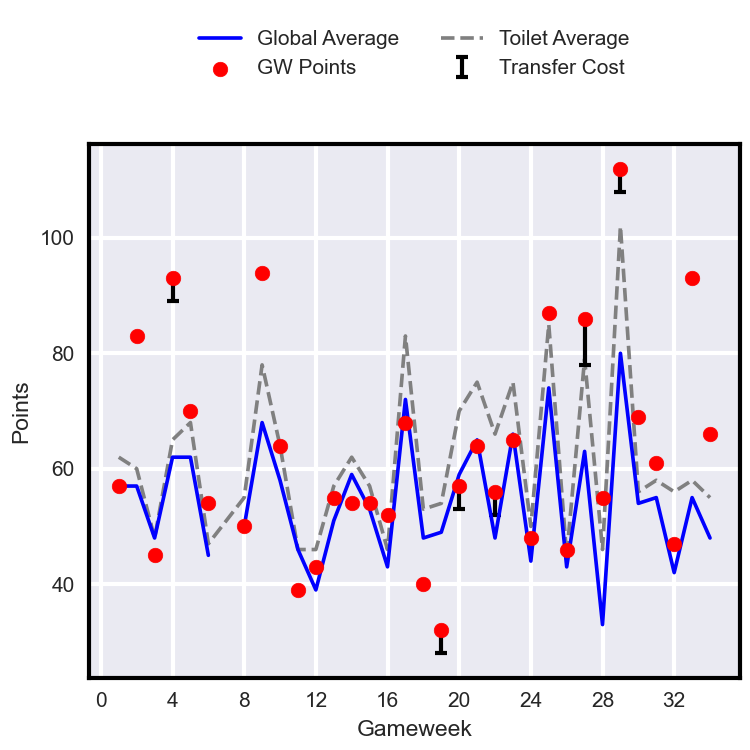 Global Average
Toilet Average
GW Points
Transfer Cost
100
80
60
40
Points
0 4 8 12 16 20 24 28 32
Gameweek